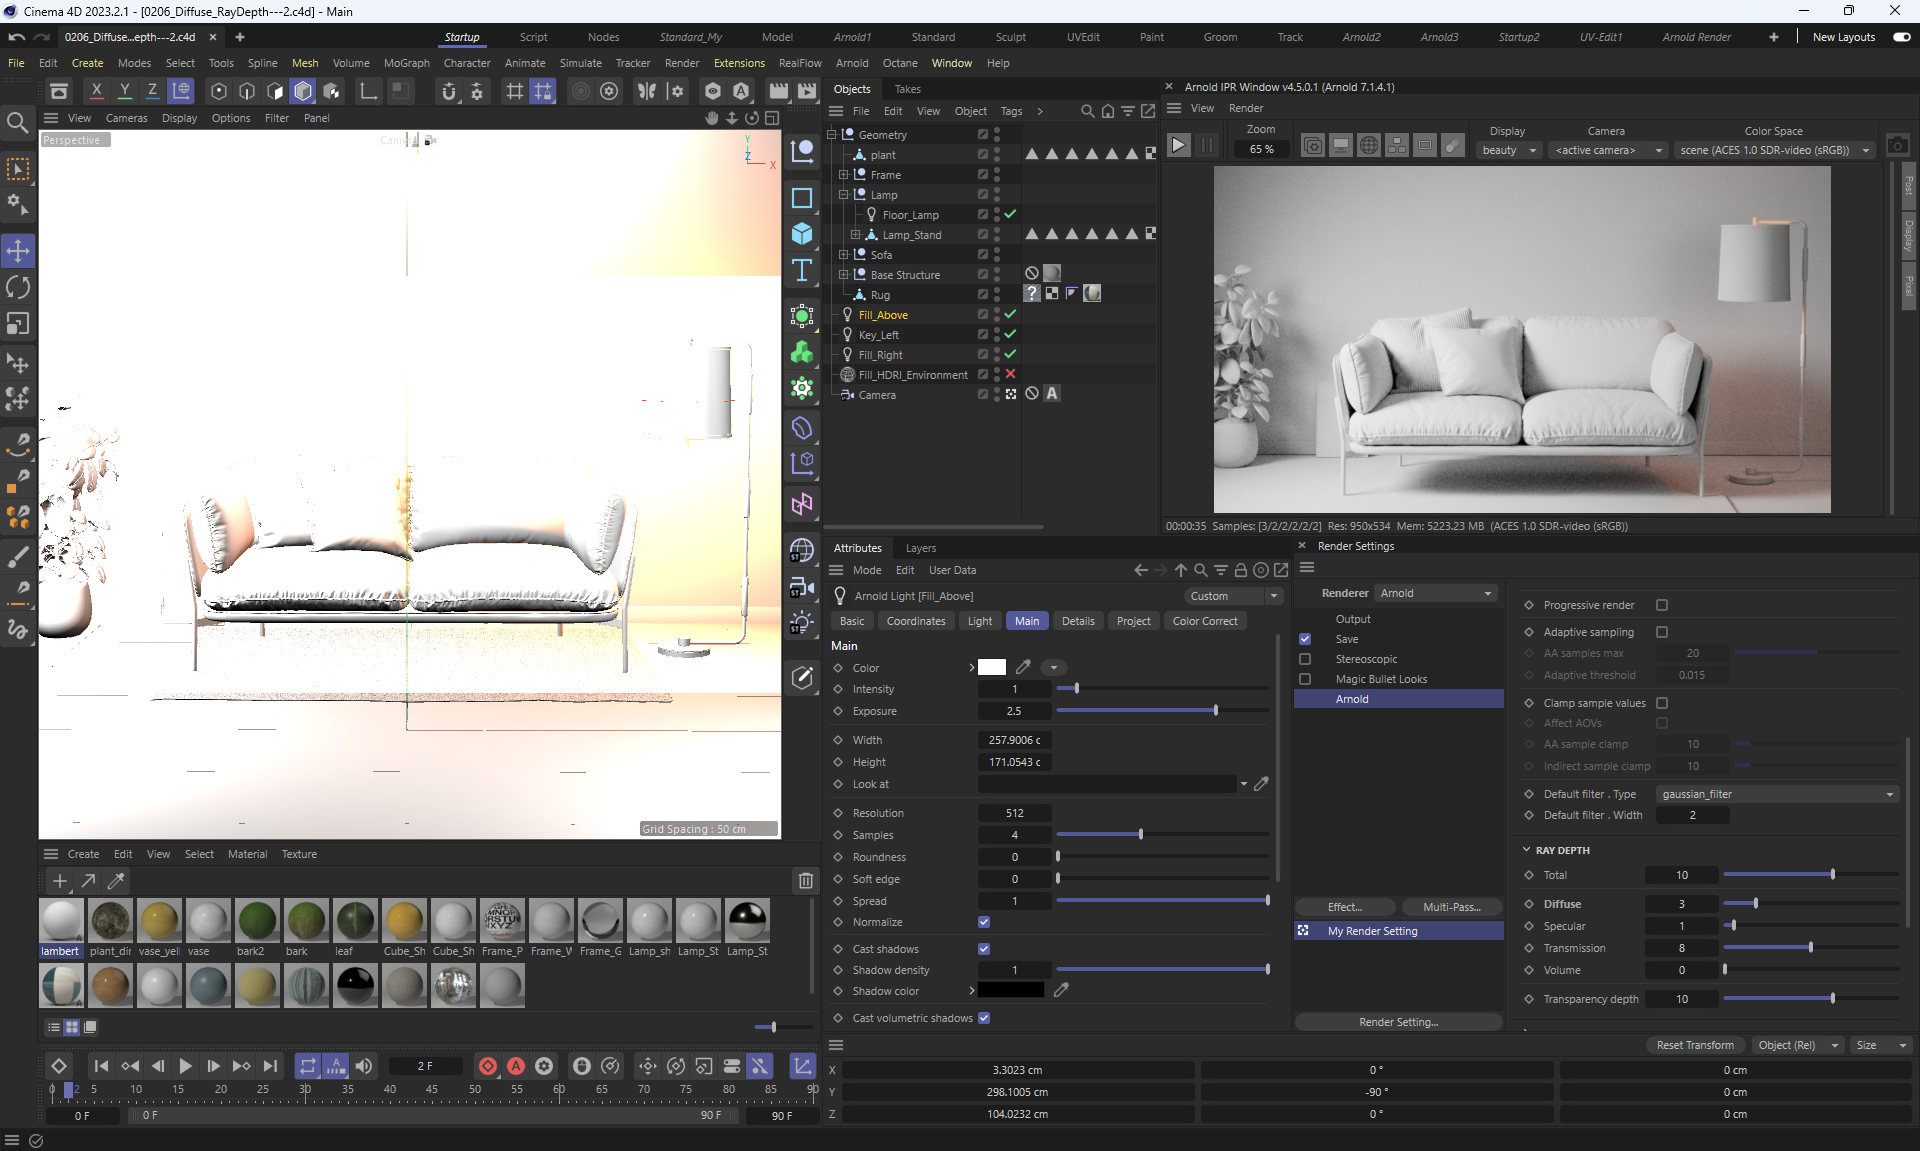 Cinema 4D 2023.2.1 - [0206_Diffuse_RayDepth---2.c4d] - Main
0206_Diffuse...epth---2.c4d
Startup Script Nodes Standard_My Model Arnold1 Standard Sculpt UVEdit Paint Groom Track Arnold2 Arnold3 Startup2 UV-Edit1 Arnold Render New Layouts
File Edit Create Modes Select Tools Spline Mesh Volume MoGraph Character Animate Simulate Tracker Render Extensions RealFlow Arnold Octane Window Help
X Y Z
View Cameras Display Options Filter Panel
Perspective
Y
Z
X
Grid Spacing : 50 cm
Objects Takes
File Edit View Object Tags
Geometry
plant
Frame
Lamp
Floor_Lamp
Lamp_Stand
Sofa
Base Structure
Rug
Fill_Above
Key_Left
Fill_Right
Fill_HDRI_Environment
Camera
Arnold IPR Window v4.5.0.1 (Arnold 7.1.4.1)
View Render
Zoom Display Camera Color Space
65 % beauty <active camera> scene (ACES 1.0 SDR-video (sRGB))
Post
Display
Pixel
00:00:35 Samples: [3/2/2/2/2/2] Res: 950x534 Mem: 5223.23 MB (ACES 1.0 SDR-video (sRGB))
Attributes Layers
Mode Edit User Data
Arnold Light [Fill_Above] Custom
Basic Coordinates Light Main Details Project Color Correct
Main
Color
Intensity 1
Exposure 2.5
Width 257.9006 c
Height 171.0543 c
Look at
Resolution 512
Samples 4
Roundness 0
Soft edge 0
Spread 1
Normalize
Cast shadows
Shadow density 1
Shadow color
Cast volumetric shadows
Render Settings
Renderer Arnold
Output
Save
Stereoscopic
Magic Bullet Looks
Arnold
Effect... Multi-Pass...
My Render Setting
Render Setting...
Progressive render
Adaptive sampling
AA samples max 20
Adaptive threshold 0.015
Clamp sample values
Affect AOVs
AA sample clamp 10
Indirect sample clamp 10
Default filter . Type gaussian_filter
Default filter . Width 2
RAY DEPTH
Total 10
Diffuse 3
Specular 1
Transmission 8
Volume 0
Transparency depth 10
Create Edit View Select Material Texture
lambert plant_dir vase_yell vase bark2 bark leaf Cube_Sh Cube_Sh Frame_P Frame_W Frame_G Lamp_sh Lamp_St Lamp_St
2 F
0 2 5 10 15 20 25 30 35 40 45 50 55 60 65 70 75 80 85 90
0 F 0 F 90 F 90 F
Reset Transform Object (Rel) Size
X 3.3023 cm 0 ° 0 cm
Y 298.1005 cm -90 ° 0 cm
Z 104.0232 cm 0 ° 0 cm